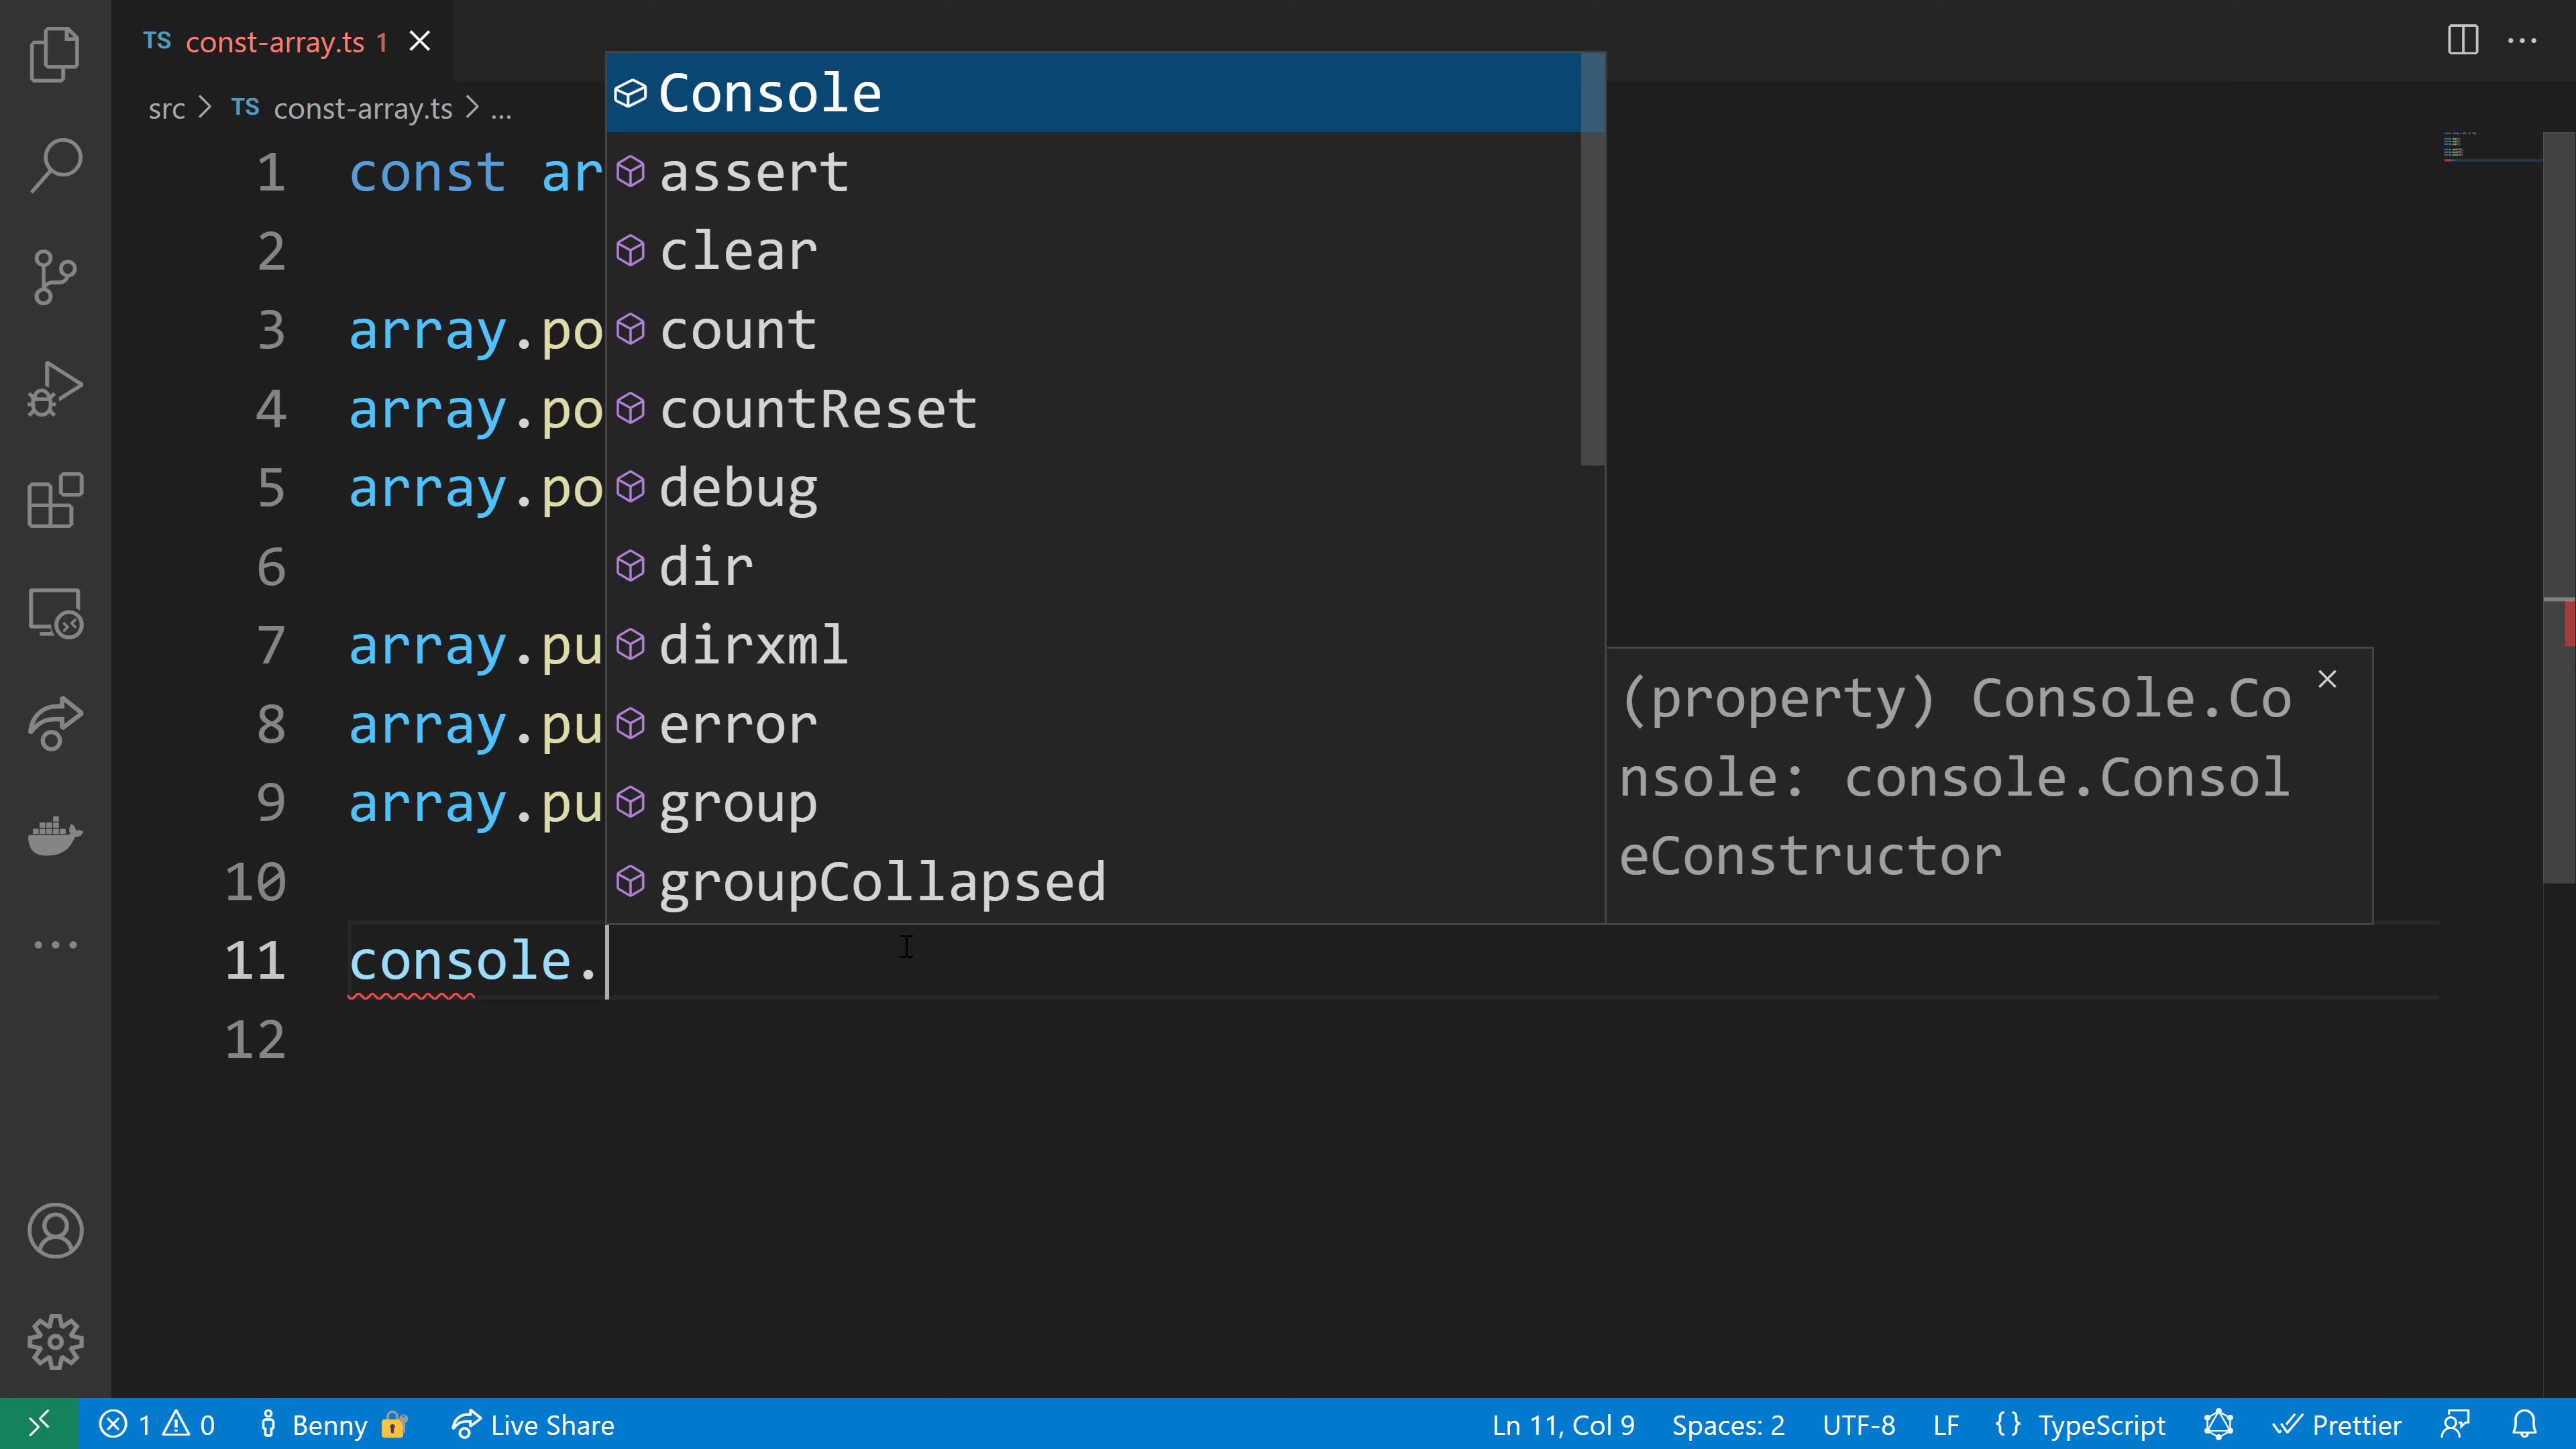 TS const-array.ts 1
src > TS const-array.ts > ...
1 const ar
2
3 array.po
4 array.po
5 array.po
6
7 array.pu
8 array.pu
9 array.pu
10
11 console.
12
Console
assert
clear
count
countReset
debug
dir
dirxml
error
group
groupCollapsed
(property) Console.Co
nsole: console.Consol
eConstructor
1 0 Benny Live Share Ln 11, Col 9 Spaces: 2 UTF-8 LF {} TypeScript Prettier